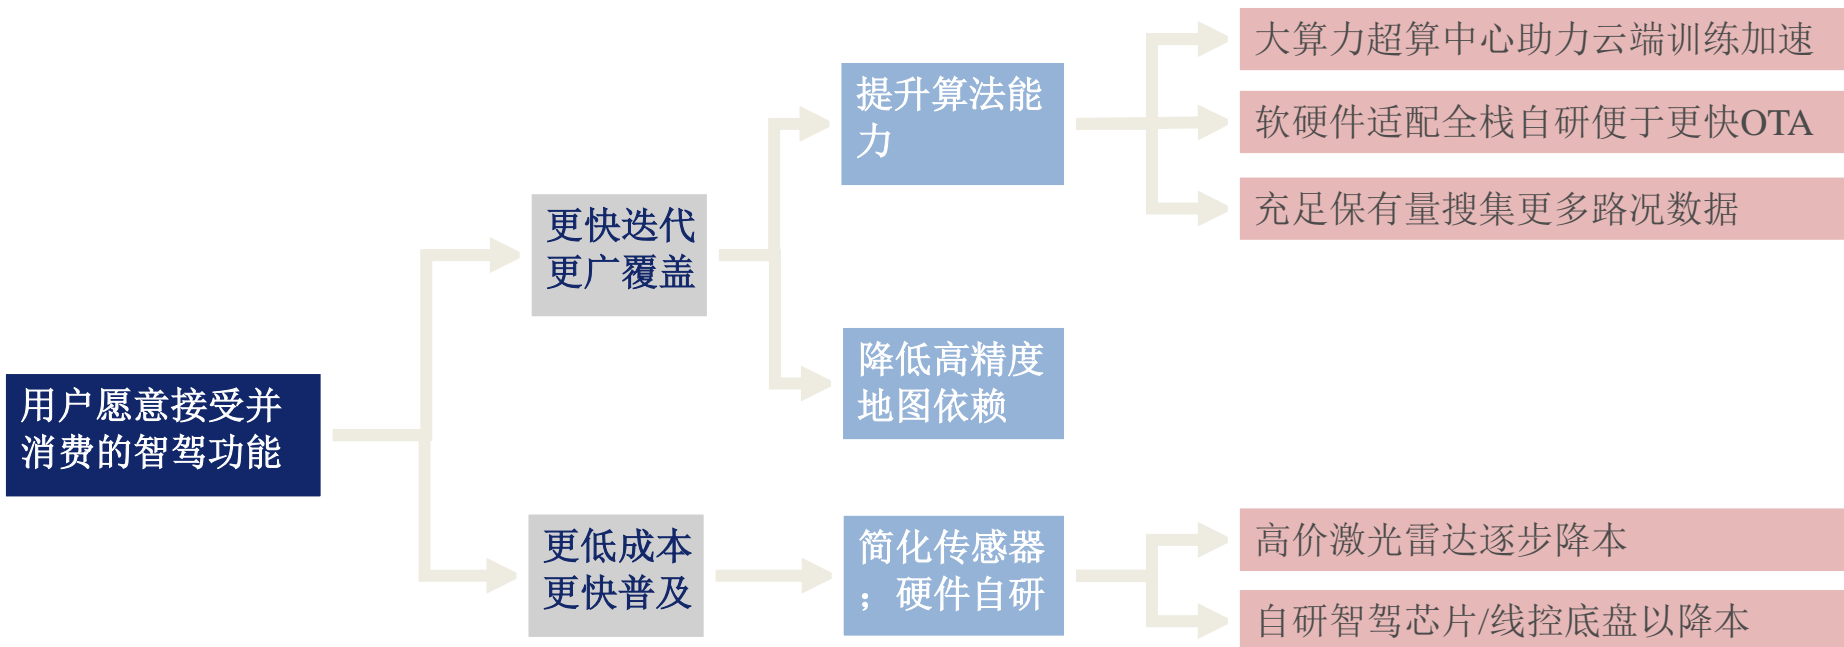 用户愿意接受并
消费的智驾功能
更快迭代
更广覆盖
提升算法能
力
大算力超算中心助力云端训练加速
软硬件适配全栈自研便于更快OTA
充足保有量搜集更多路况数据
降低高精度
地图依赖
更低成本
更快普及
简化传感器
；硬件自研
高价激光雷达逐步降本
自研智驾芯片/线控底盘以降本